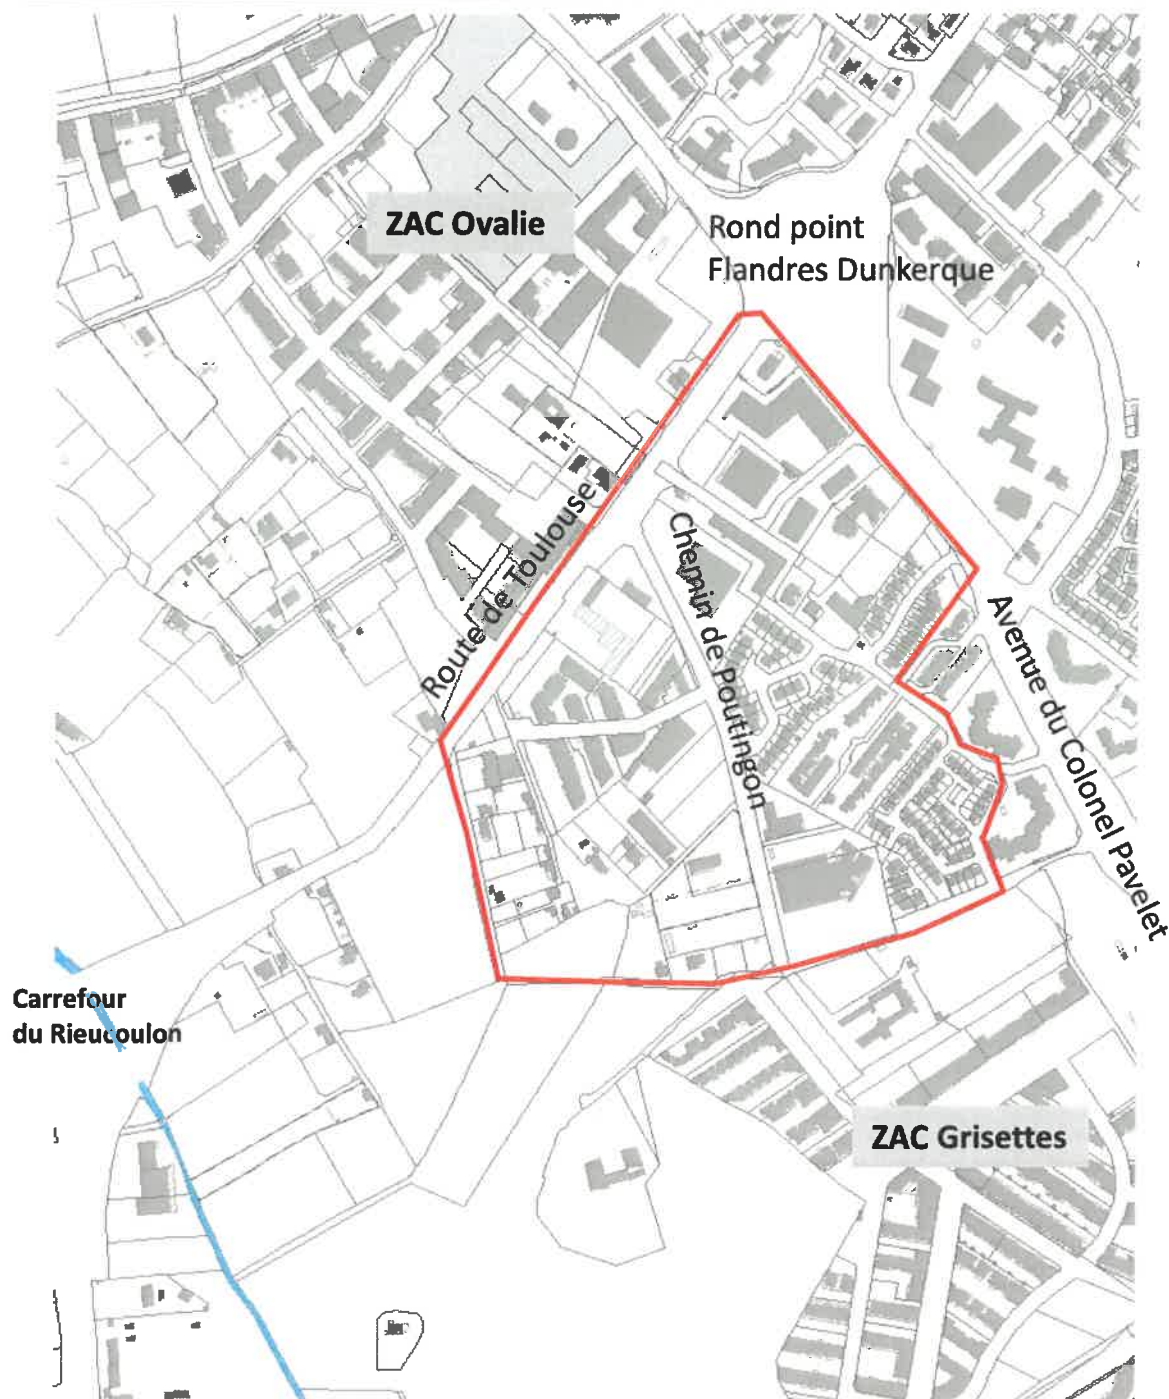 ZAC Ovalie
Rond point
Flandres Dunkerque
Route de Toulouse
Chemin de Poutingon
Avenue du Colonel Pavelet
Carrefour
du Rieucoulon
ZAC Grisettes